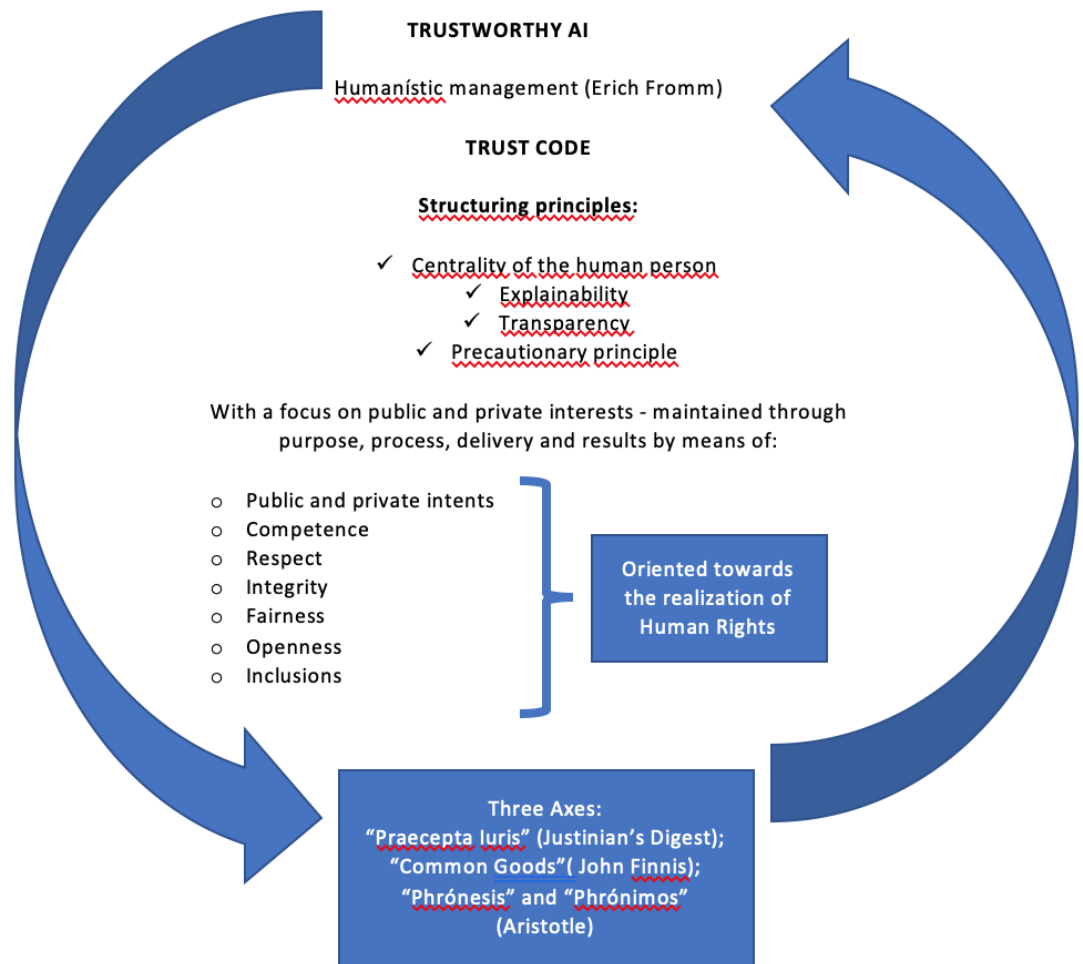 TRUSTWORTHY AI
Humanístic management (Erich Fromm)
TRUST CODE
Structuring principles:
✓ Centrality of the human person
✓ Explainability
✓ Transparency
✓ Precautionary principle
With a focus on public and private interests - maintained through
purpose, process, delivery and results by means of:
o Public and private intents
o Competence
o Respect
o Integrity
o Fairness
o Openness
o Inclusions
Oriented towards
the realization of
Human Rights
Three Axes:
“Praecepta Iuris” (Justinian’s Digest);
“Common Goods”( John Finnis);
“Phrónesis” and “Phrónimos”
(Aristotle)